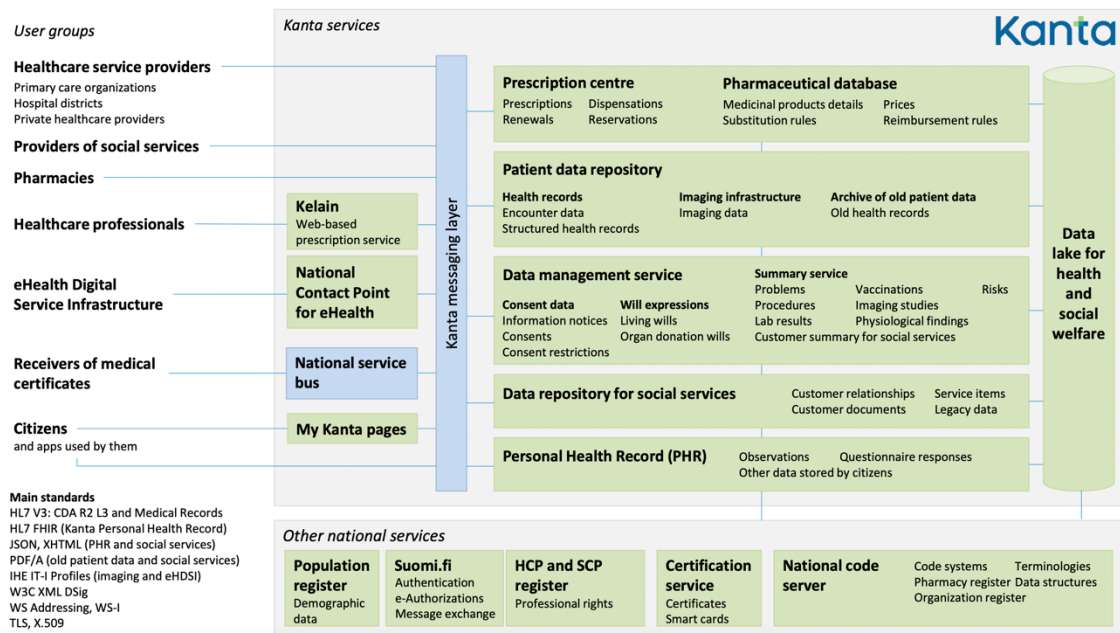 User groups
Healthcare service providers
Primary care organizations
Hospital districts
Private healthcare providers
Providers of social services
Pharmacies
Healthcare professionals
eHealth Digital
Service Infrastructure
Receivers of medical
certificates
Citizens
and apps used by them
Main standards
HL7 V3: CDA R2 L3 and Medical Records
HL7 FHIR (Kanta Personal Health Record)
JSON, XHTML (PHR and social services)
PDF/A (old patient data and social services)
IHE IT-I Profiles (imaging and eHDSI)
W3C XML DSig
WS Addressing, WS-I
TLS, X.509
Kanta services
Kanta
Kelain
Web-based
prescription service
National
Contact Point
for eHealth
National service
bus
My Kanta pages
Kanta messaging layer
Prescription centre
Prescriptions Dispensations
Renewals Reservations
Pharmaceutical database
Medicinal products details Prices
Substitution rules Reimbursement rules
Patient data repository
Health records
Encounter data
Structured health records
Imaging infrastructure
Imaging data
Archive of old patient data
Old health records
Data management service
Consent data
Information notices
Consents
Consent restrictions
Will expressions
Living wills
Organ donation wills
Summary service
Problems Vaccinations Risks
Procedures Imaging studies
Lab results Physiological findings
Customer summary for social services
Data repository for social services
Customer relationships Service items
Customer documents Legacy data
Personal Health Record (PHR)
Observations Questionnaire responses
Other data stored by citizens
Data
lake for
health
and
social
welfare
Other national services
Population
register
Demographic
data
Suomi.fi
Authentication
e-Authorizations
Message exchange
HCP and SCP
register
Professional rights
Certification
service
Certificates
Smart cards
National code
server
Code systems Terminologies
Pharmacy register Data structures
Organization register